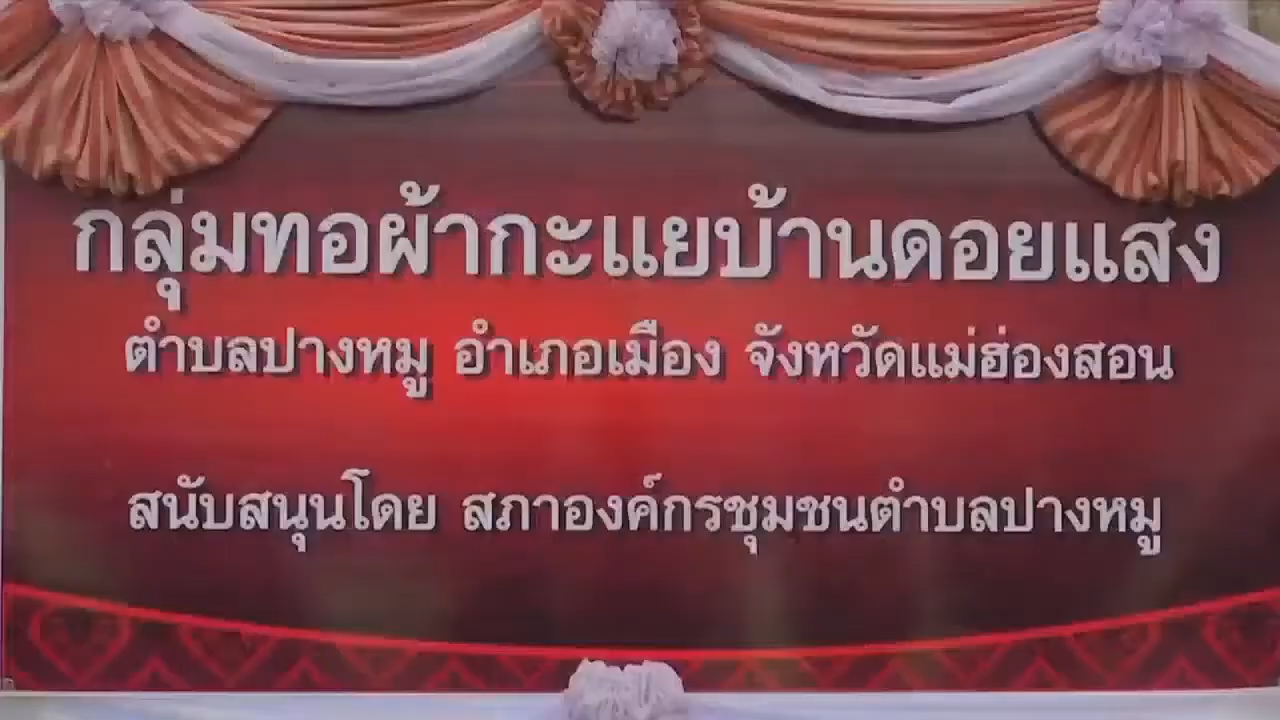 กลุ่มทอผ้ากะแยบ้านดอยแสง
ตำบลปางหมู อำเภอเมือง จังหวัดแม่ฮ่องสอน
สนับสนุนโดย สภาองค์กรชุมชนตำบลปางหมู